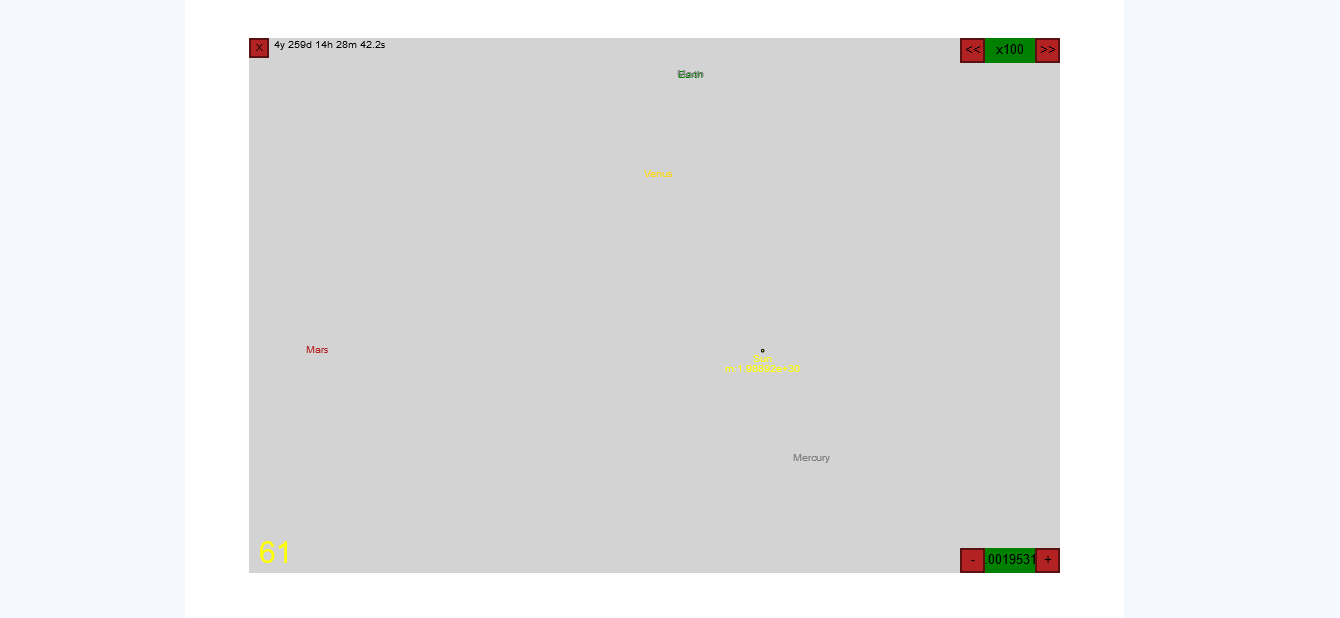 X 4y 259d 14h 28m 42.2s << x100 >>
Earth
Venus
Mars
Sun
Mercury
61
- .0019531 +